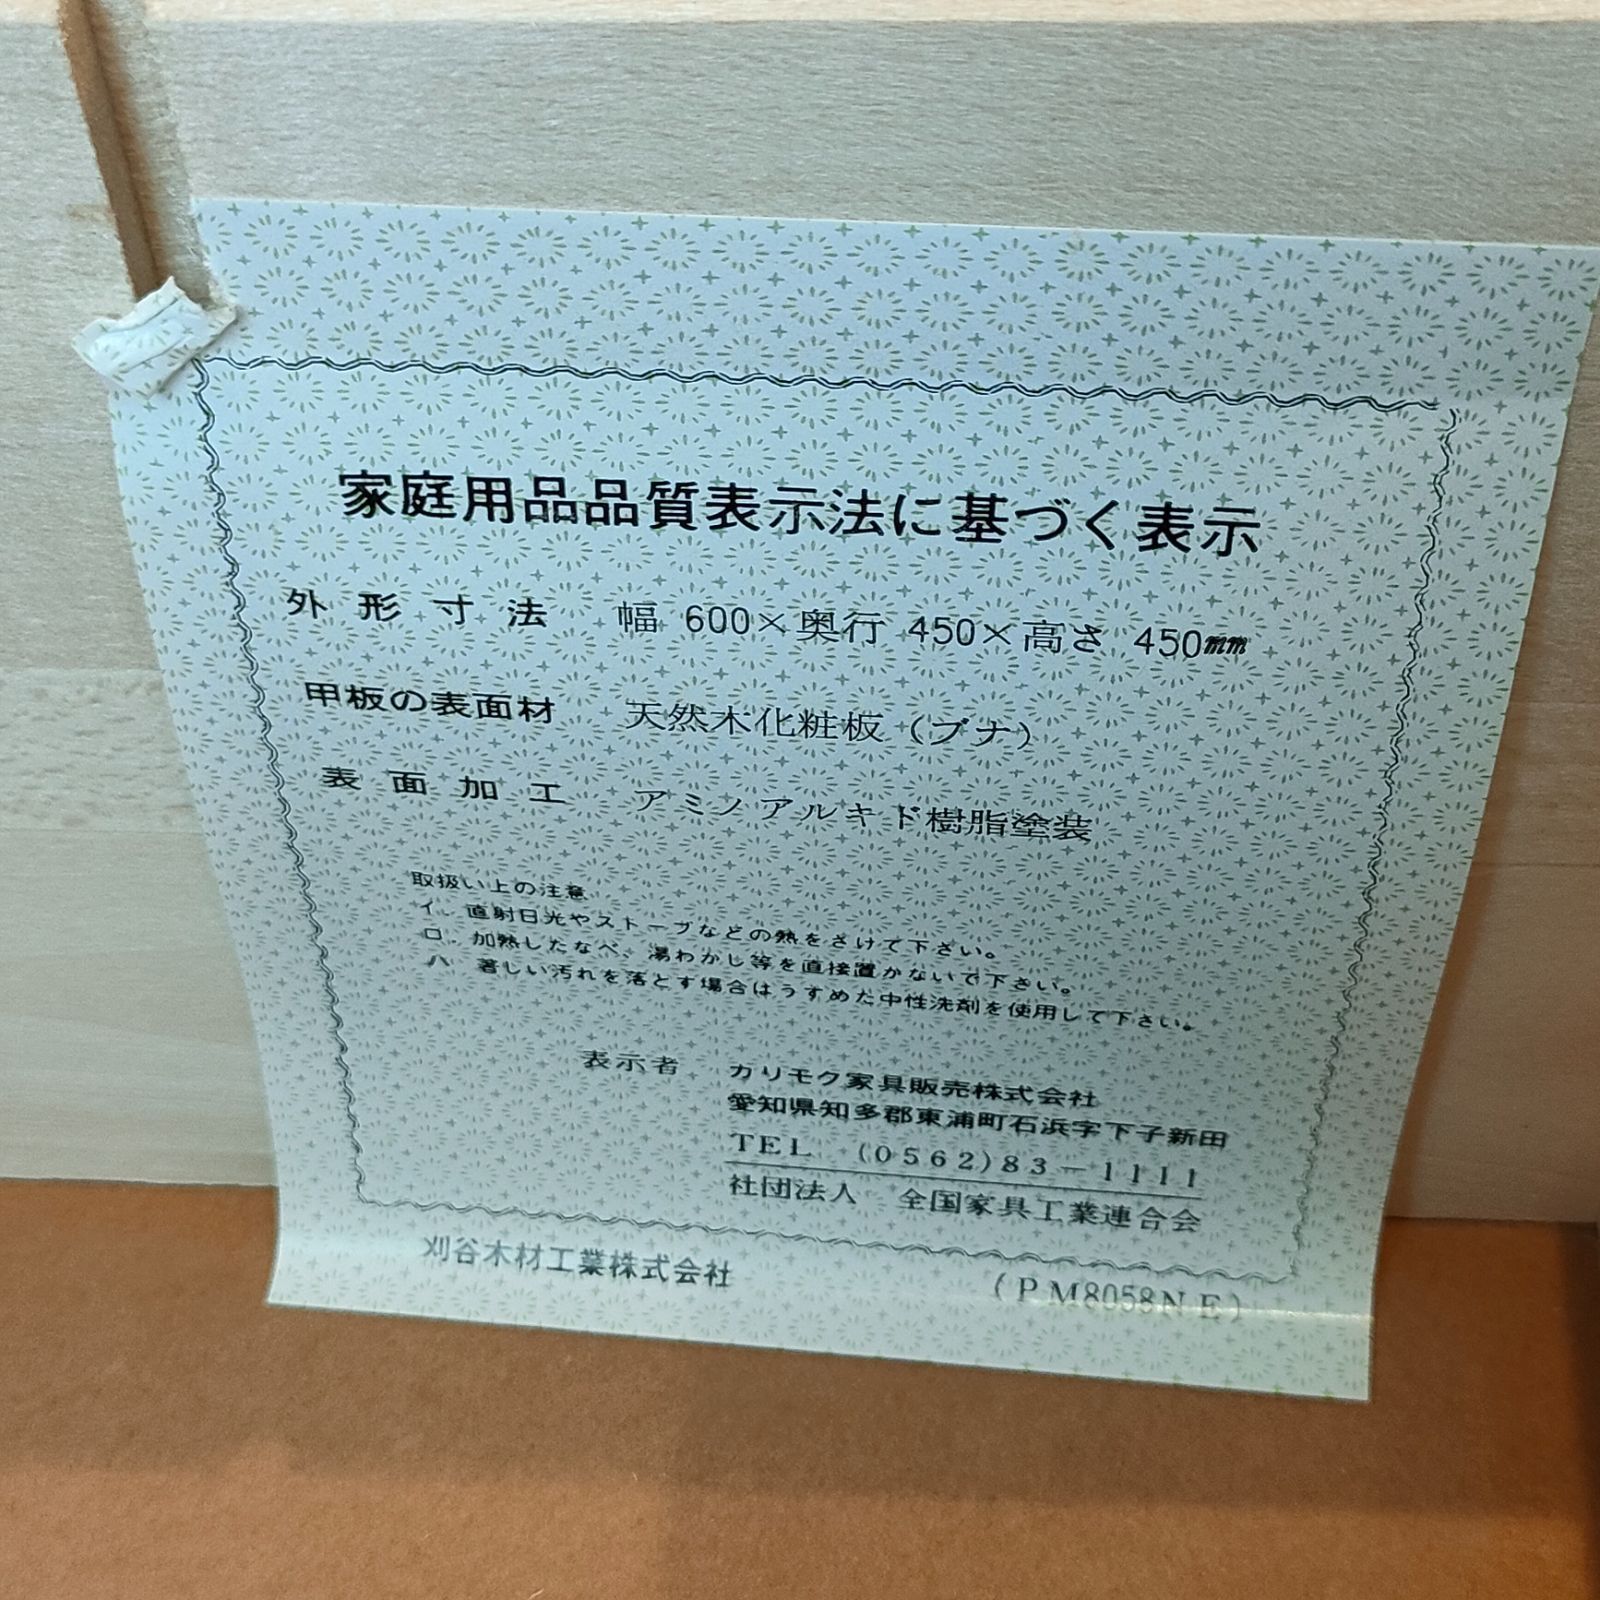 家庭用品品質表示法に基づく表示
外形寸法 幅 600×奥行 450×高さ 450mm
甲板の表面材 天然木化粧板（ブナ）
表面加工 アミノアルキド樹脂塗装
取扱い上の注意
イ．直射日光やストーブなどの熱をさけて下さい。
ロ．加熱したなべ、湯わかし等を直接置かないで下さい。
ハ 著しい汚れを落とす場合はうすめた中性洗剤を使用して下さい。
表示者 カリモク家具販売株式会社
愛知県知多郡東浦町石浜字下子新田
TEL （0562）83－1111
社団法人 全国家具工業連合会
刈谷木材工業株式会社 （PM8058NE）